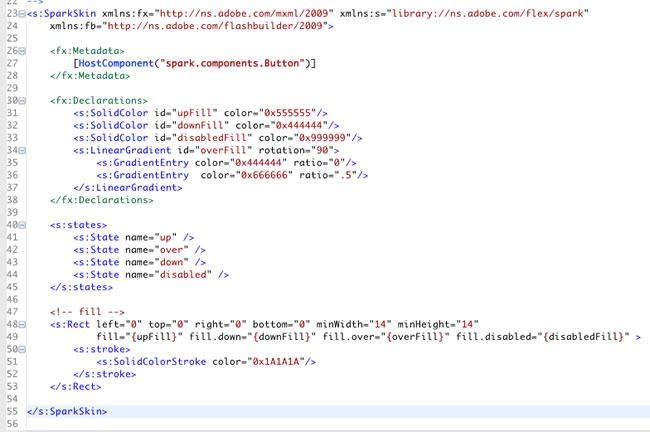 22 -->
23 <s:SparkSkin xmlns:fx="http://ns.adobe.com/mxml/2009" xmlns:s="library://ns.adobe.com/flex/spark"
24     xmlns:fb="http://ns.adobe.com/flashbuilder/2009">
25
26     <fx:Metadata>
27         [HostComponent("spark.components.Button")]
28     </fx:Metadata>
29
30     <fx:Declarations>
31         <s:SolidColor id="upFill" color="0x555555"/>
32         <s:SolidColor id="downFill" color="0x444444"/>
33         <s:SolidColor id="disabledFill" color="0x999999"/>
34         <s:LinearGradient id="overFill" rotation="90">
35             <s:GradientEntry color="0x444444" ratio="0"/>
36             <s:GradientEntry  color="0x666666" ratio=".5"/>
37         </s:LinearGradient>
38     </fx:Declarations>
39
40     <s:states>
41         <s:State name="up" />
42         <s:State name="over" />
43         <s:State name="down" />
44         <s:State name="disabled" />
45     </s:states>
46
47     <!-- fill -->
48     <s:Rect left="0" top="0" right="0" bottom="0" minWidth="14" minHeight="14"
49             fill="{upFill}" fill.down="{downFill}" fill.over="{overFill}" fill.disabled="{disabledFill}" >
50         <s:stroke>
51             <s:SolidColorStroke color="0x1A1A1A"/>
52         </s:stroke>
53     </s:Rect>
54
55 </s:SparkSkin>
56